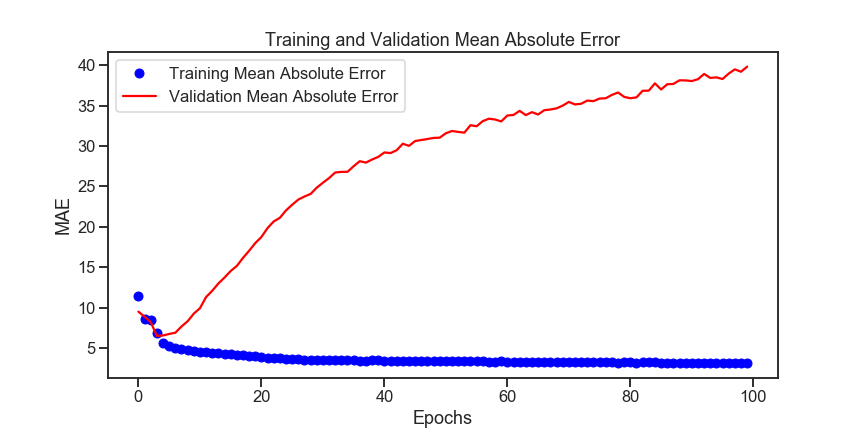 Training and Validation Mean Absolute Error
Training Mean Absolute Error
Validation Mean Absolute Error
40
35
30
25
20
15
10
5
MAE
0 20 40 60 80 100
Epochs